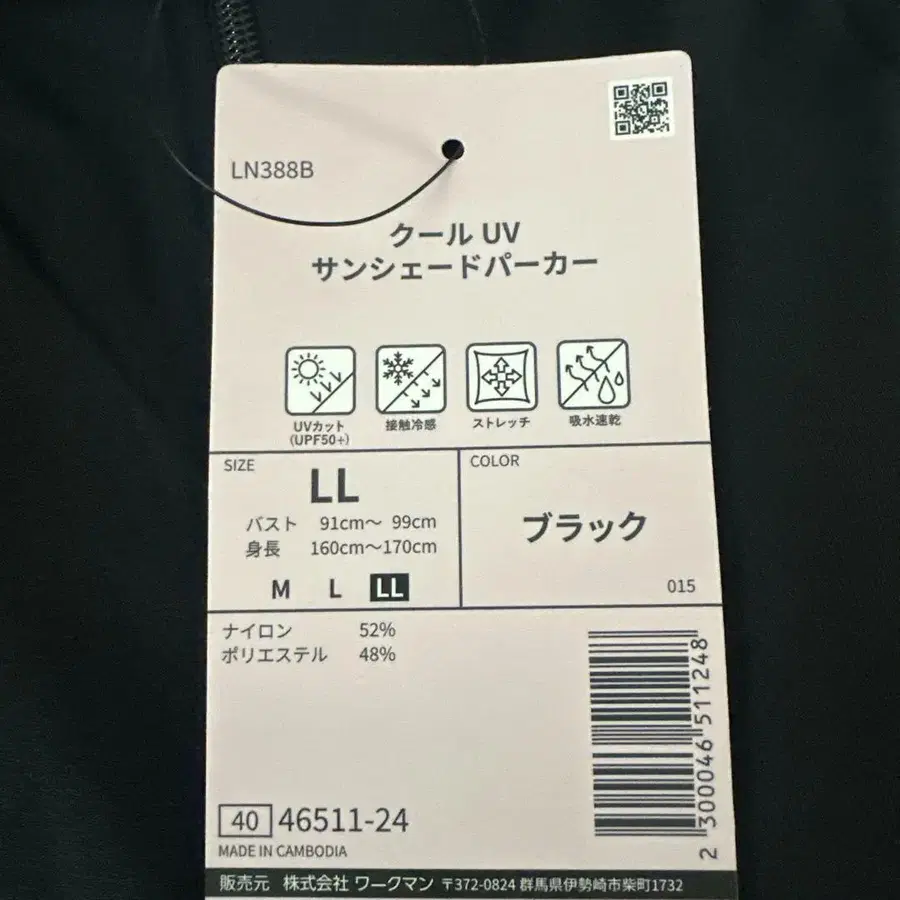 LN388B
クール UV
サンシェードパーカー
UVカット
(UPF50+)
接触冷感
ストレッチ
吸水速乾
SIZE
LL
バスト 91cm～ 99cm
身長 160cm～170cm
M L LL
COLOR
ブラック
015
ナイロン 52%
ポリエステル 48%
2 300046 511248
40 46511-24
MADE IN CAMBODIA
販売元 株式会社 ワークマン 〒372-0824 群馬県伊勢崎市柴町1732